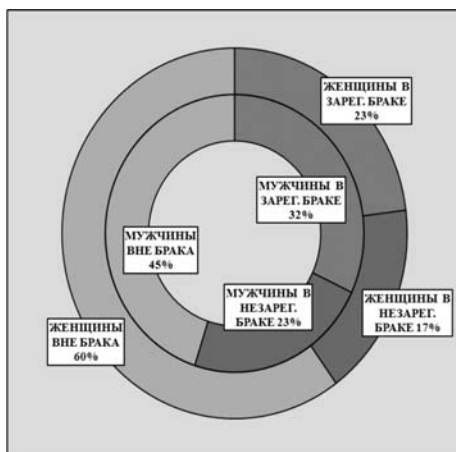 ЖЕНЩИНЫ В
ЗАРЕГ. БРАКЕ
23%
МУЖЧИНЫ В
ЗАРЕГ. БРАКЕ
32%
МУЖЧИНЫ
ВНЕ БРАКА
45%
МУЖЧИНЫ В
НЕЗАРЕГ.
БРАКЕ 23%
ЖЕНЩИНЫ В
НЕЗАРЕГ.
БРАКЕ 17%
ЖЕНЩИНЫ
ВНЕ БРАКА
60%